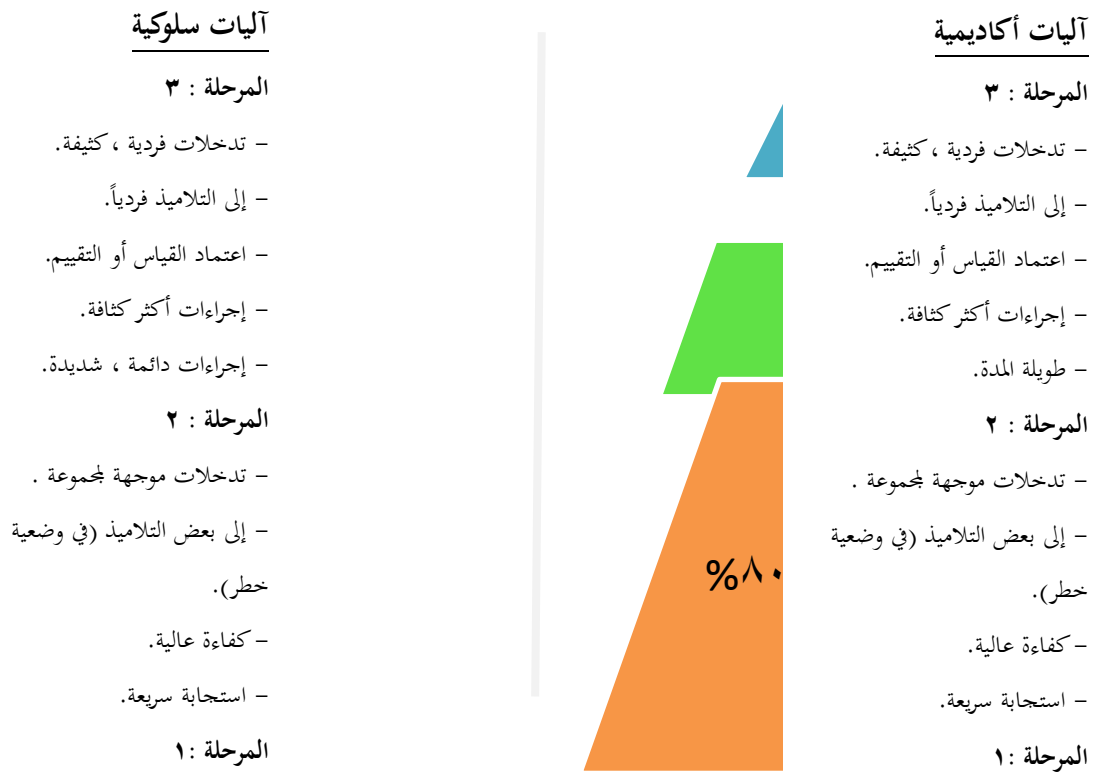 آليات أكاديمية
المرحلة : ٣
– تدخلات فردية ، كثيفة.
– إلى التلاميذ فردياً.
– اعتماد القياس أو التقييم.
– إجراءات أكثر كثافة.
– طويلة المدة.
المرحلة : ٢
– تدخلات موجهة لمجموعة .
– إلى بعض التلاميذ (في وضعية
خطر).
– كفاءة عالية.
– استجابة سريعة.
المرحلة :١
%٨٠
آليات سلوكية
المرحلة : ٣
– تدخلات فردية ، كثيفة.
– إلى التلاميذ فردياً.
– اعتماد القياس أو التقييم.
– إجراءات أكثر كثافة.
– إجراءات دائمة ، شديدة.
المرحلة : ٢
– تدخلات موجهة لمجموعة .
– إلى بعض التلاميذ (في وضعية
خطر).
– كفاءة عالية.
– استجابة سريعة.
المرحلة :١